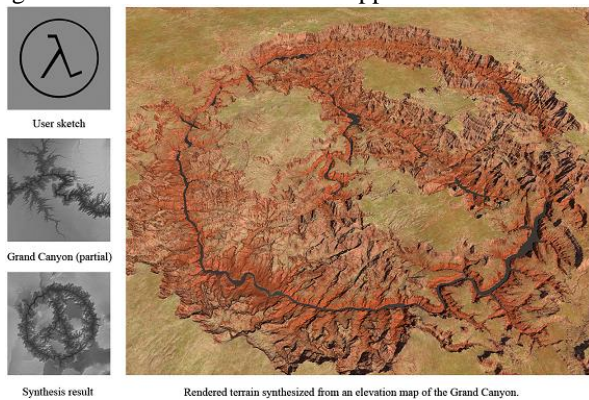 User sketch
Grand Canyon (partial)
Synthesis result
Rendered terrain synthesized from an elevation map of the Grand Canyon.